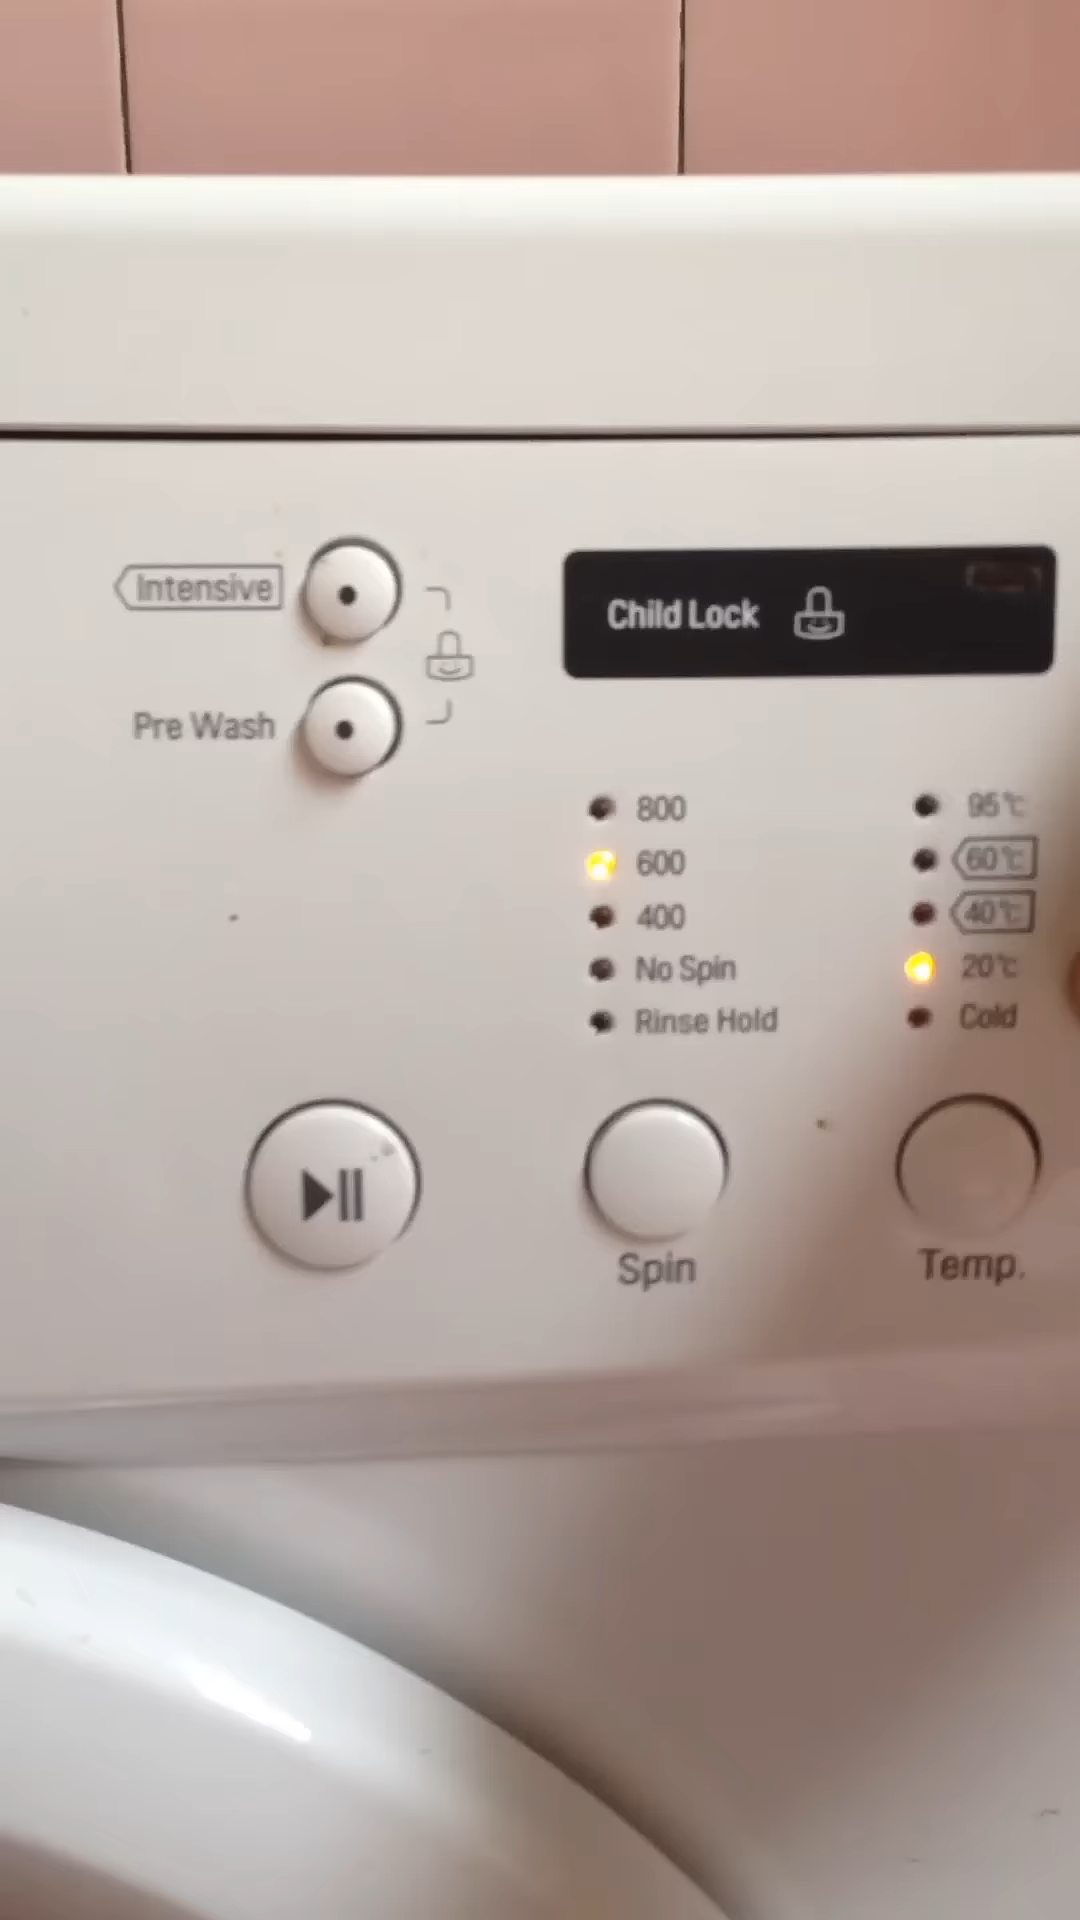 Intensive
Pre Wash
Child Lock
800
600
400
No Spin
Rinse Hold
95℃
60℃
40℃
20℃
Cold
Spin
Temp.